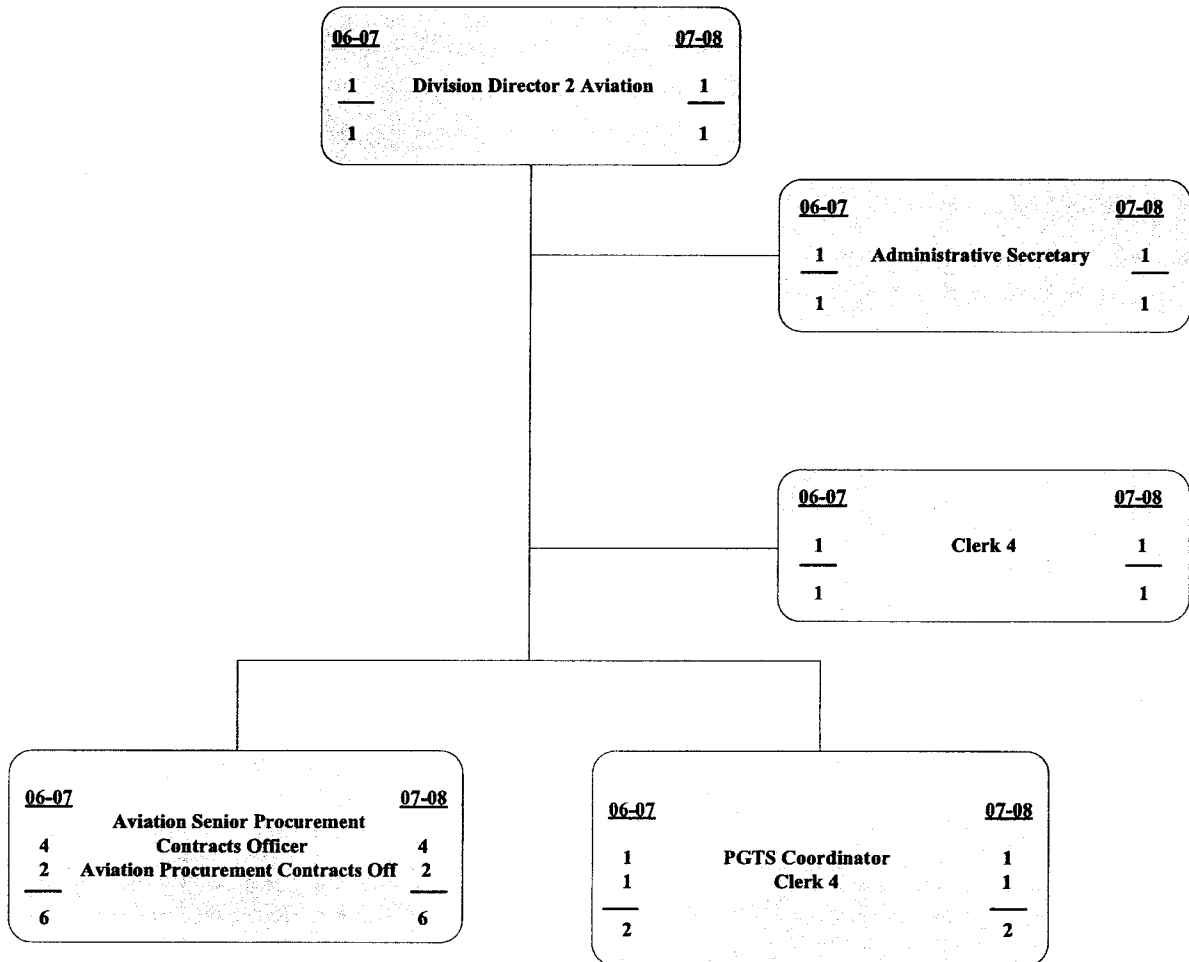 06-07 07-08
1 Division Director 2 Aviation 1
1 1
06-07 07-08
1 Administrative Secretary 1
1 1
06-07 07-08
1 Clerk 4 1
1 1
06-07 07-08
Aviation Senior Procurement
4 Contracts Officer 4
2 Aviation Procurement Contracts Off 2
6 6
06-07 07-08
1 PGTS Coordinator 1
1 Clerk 4 1
2 2